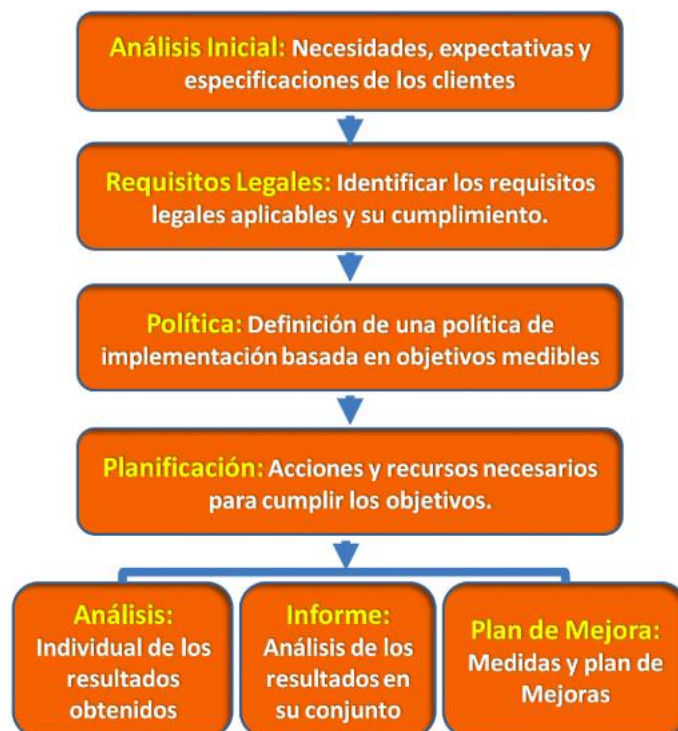 Análisis Inicial: Necesidades, expectativas y
especificaciones de los clientes
Requisitos Legales: Identificar los requisitos
legales aplicables y su cumplimiento.
Política: Definición de una política de
implementación basada en objetivos medibles
Planificación: Acciones y recursos necesarios
para cumplir los objetivos.
Análisis:
Individual de los
resultados
obtenidos
Informe:
Análisis de los
resultados en
su conjunto
Plan de Mejora:
Medidas y plan de
Mejoras